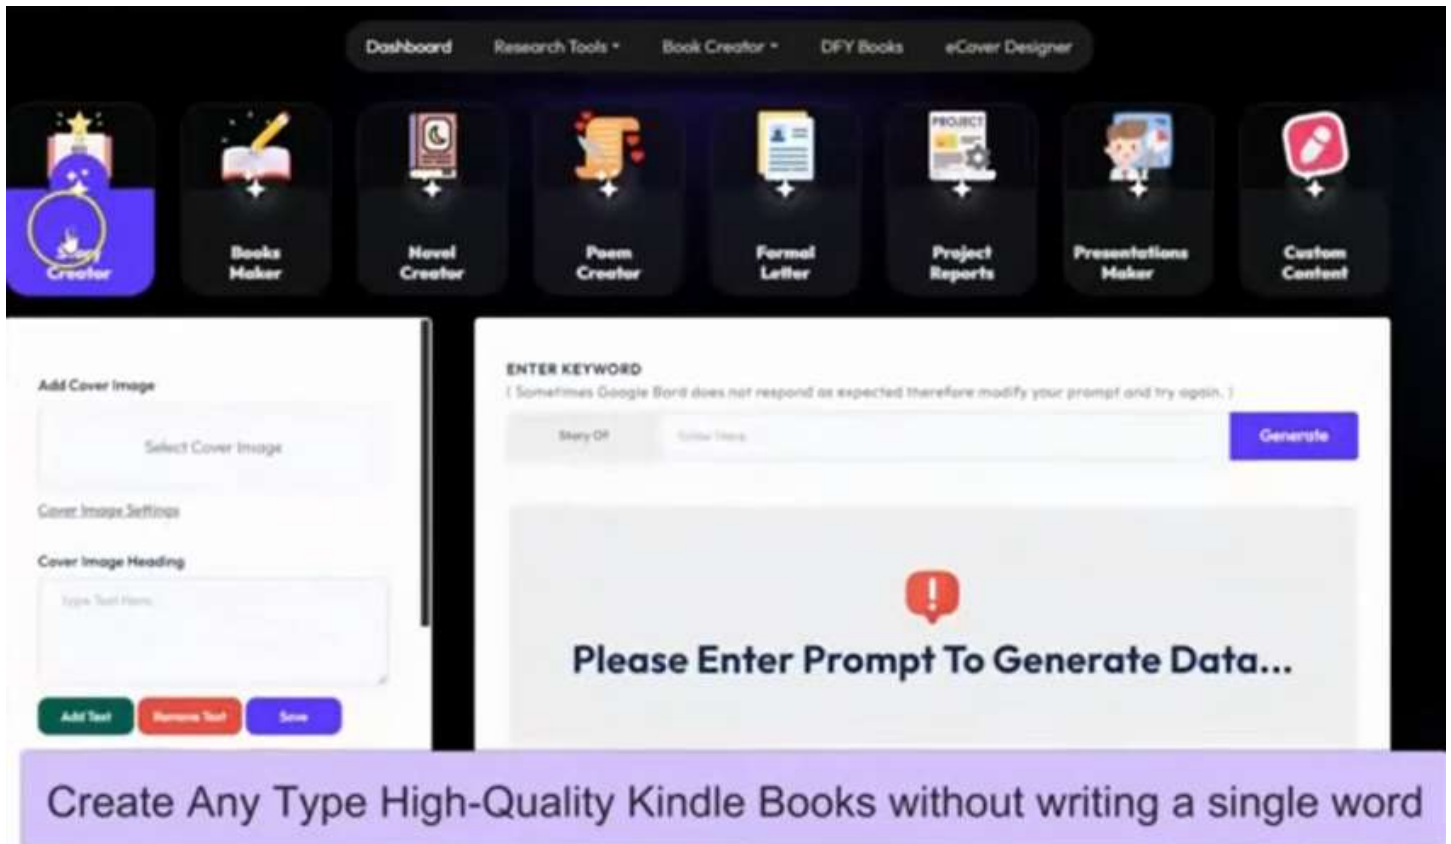 Dashboard Research Tools Book Creator DFY Books eCover Designer
PROJECT
Story
Creator
Books
Maker
Novel
Creator
Poem
Creator
Formal
Letter
Project
Reports
Presentations
Maker
Custom
Content
Add Cover Image
Select Cover Image
Cover Image Settings
Cover Image Heading
Type Text Here..
Add Text Remove Text Save
ENTER KEYWORD
( Sometimes Google Bard does not respond as expected therefore modify your prompt and try again. )
Story Of Generate
Please Enter Prompt To Generate Data...
Create Any Type High-Quality Kindle Books without writing a single word